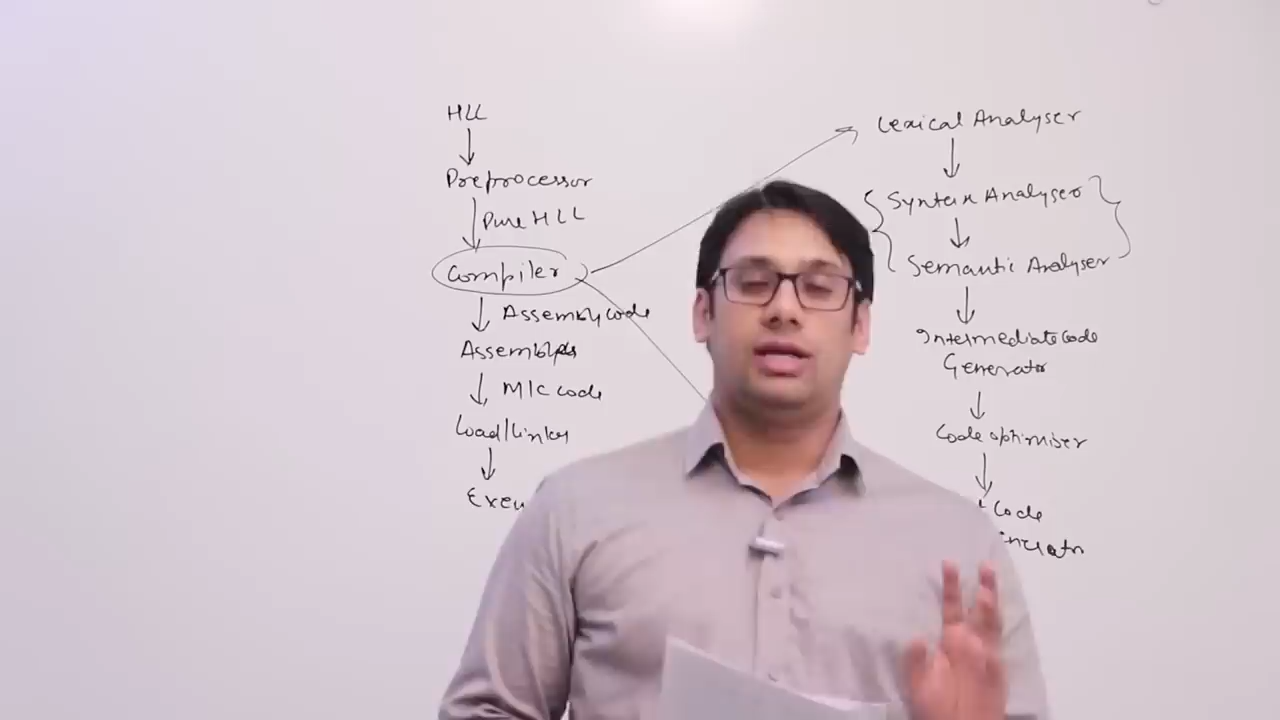 HLL
Preprocessor
Pure HLL
Compiler
Assembly code
M/C code
Load/linker
Lexical Analyser
Syntax Analyser
Semantic Analyser
Intermediate code
Generator
Code optimiser
Code